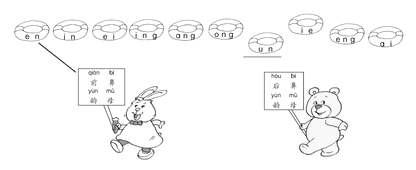 en in ei ing ang ong un ie eng ai
qián bí
前 鼻
yùn mǔ
韵 母
hòu bí
后 鼻
yùn mǔ
韵 母